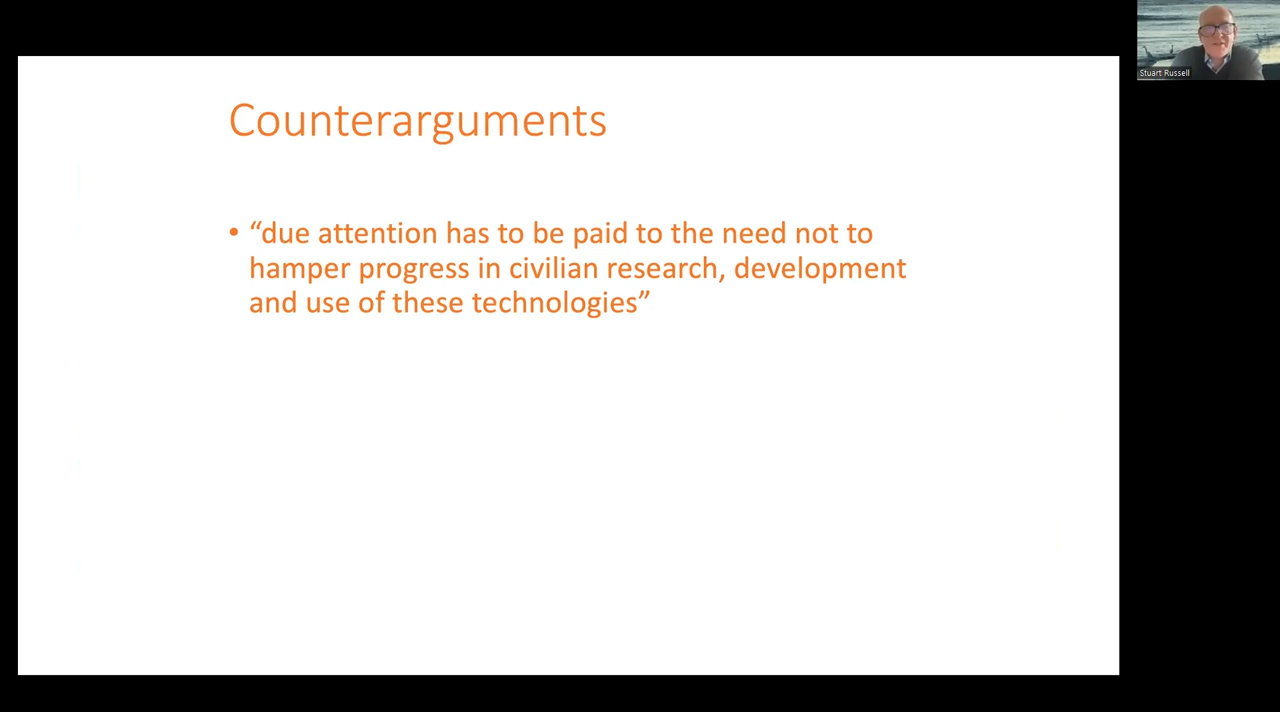 Counterarguments
• “due attention has to be paid to the need not to
hamper progress in civilian research, development
and use of these technologies”
Stuart Russell